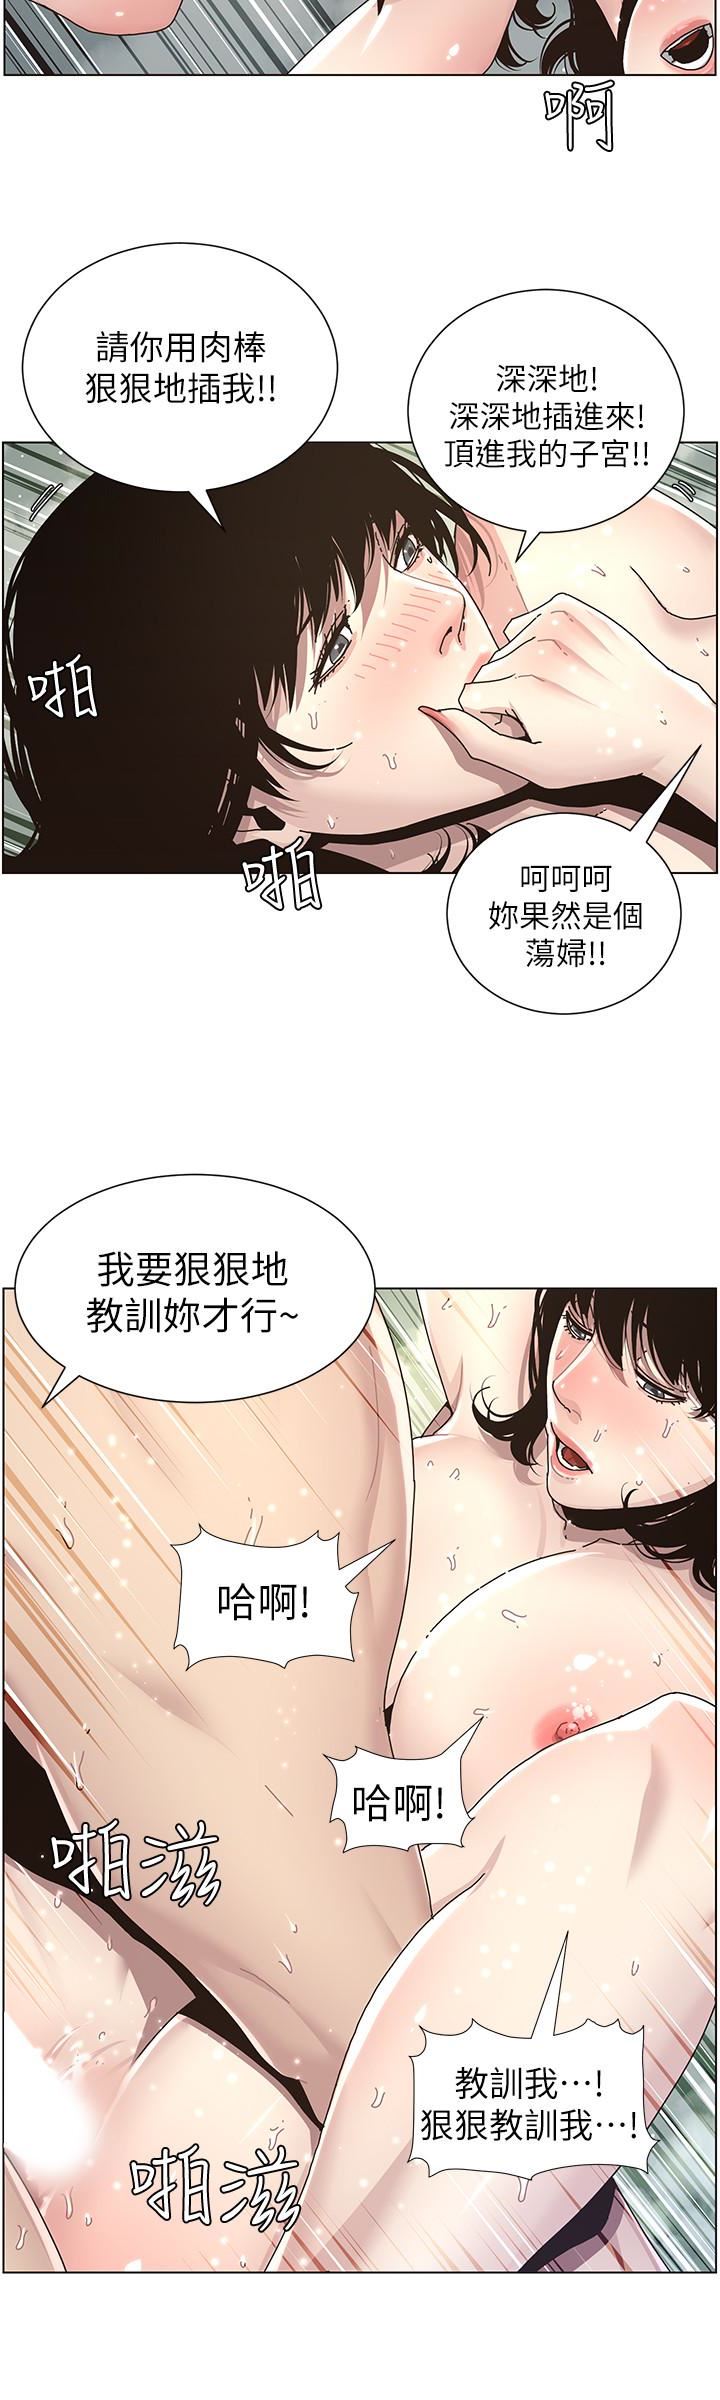 啊
請你用肉棒
狠狠地插我!!
深深地!
深深地插進來!
頂進我的子宮!!
啪
啪
呵呵呵
妳果然是個
蕩婦!!
我要狠狠地
教訓妳才行~
哈啊!
哈啊!
啪滋
教訓我…!
狠狠教訓我…!
啪滋